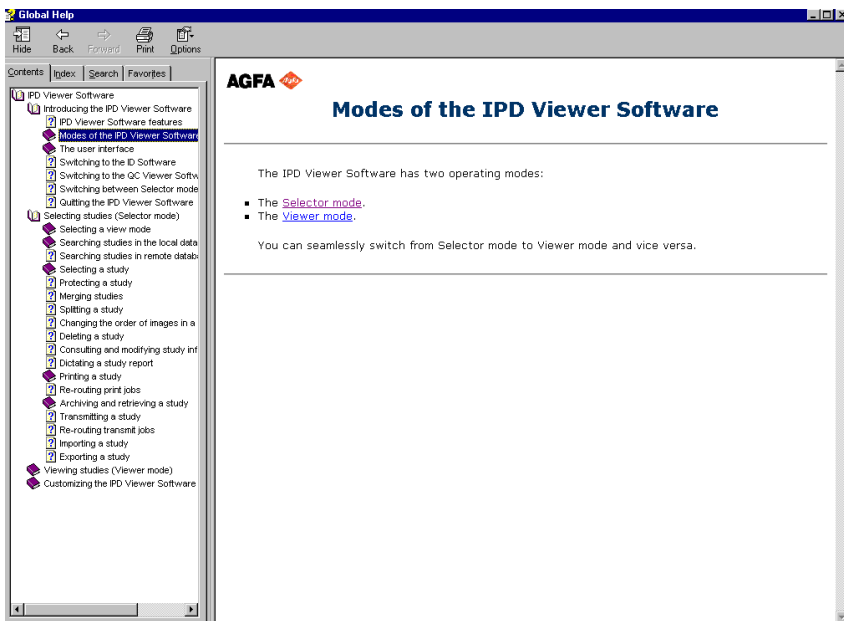 Global Help
Hide Back Forward Print Options
Contents Index Search Favorites
IPD Viewer Software
Introducing the IPD Viewer Software
IPD Viewer Software features
Modes of the IPD Viewer Software
The user interface
Switching to the ID Software
Switching to the QC Viewer Softw
Switching between Selector mode
Quitting the IPD Viewer Software
Selecting studies (Selector mode)
Selecting a view mode
Searching studies in the local data
Searching studies in remote databa
Selecting a study
Protecting a study
Merging studies
Splitting a study
Changing the order of images in a
Deleting a study
Consulting and modifying study inf
Dictating a study report
Printing a study
Re-routing print jobs
Archiving and retrieving a study
Transmitting a study
Re-routing transmit jobs
Importing a study
Exporting a study
Viewing studies (Viewer mode)
Customizing the IPD Viewer Software
AGFA
Modes of the IPD Viewer Software
The IPD Viewer Software has two operating modes:
The Selector mode.
The Viewer mode.
You can seamlessly switch from Selector mode to Viewer mode and vice versa.